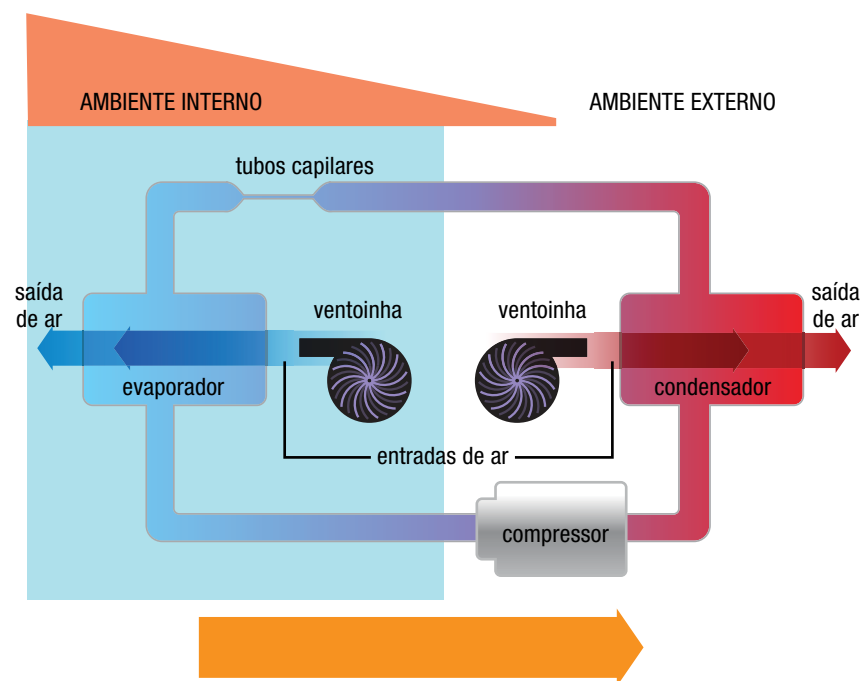 AMBIENTE INTERNO
AMBIENTE EXTERNO
tubos capilares
saída
de ar
ventoinha
ventoinha
saída
de ar
evaporador
condensador
entradas de ar
compressor